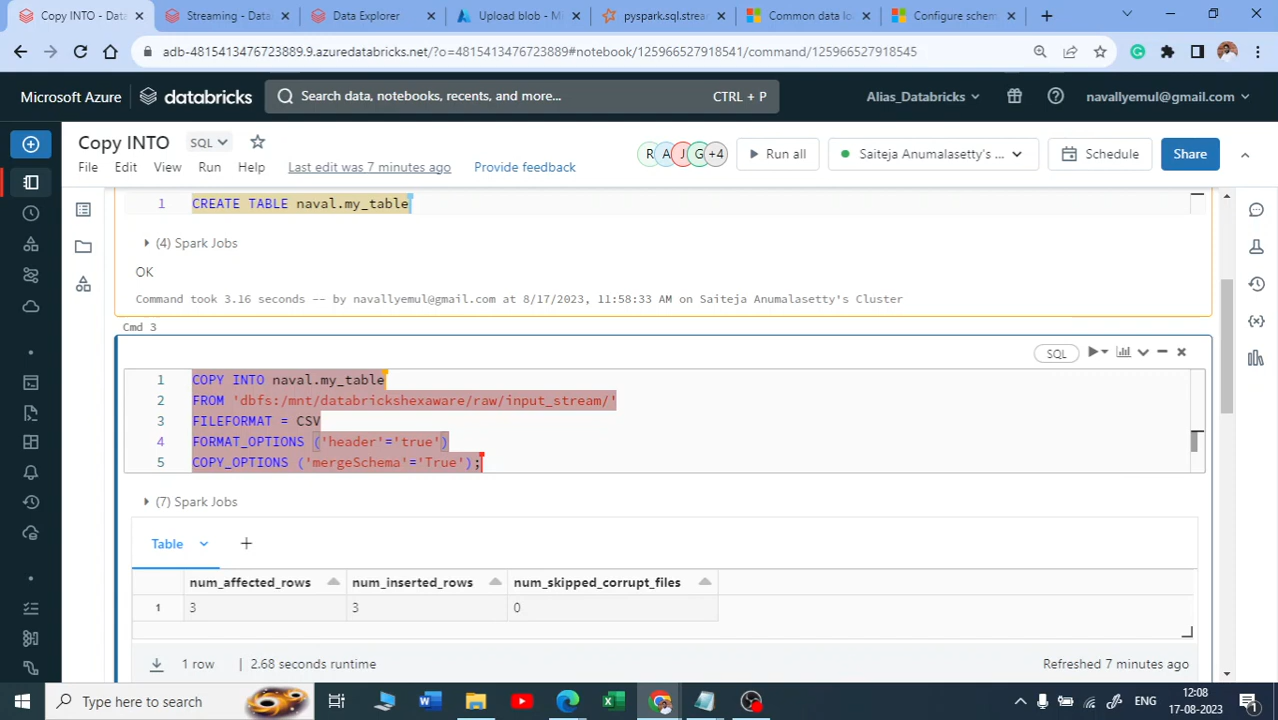 Copy INTO - Data
Streaming - Data
Data Explorer
Upload blob - Mi
pyspark.sql.stream
Common data lo
Configure schem
adb-4815413476723889.9.azuredatabricks.net/?o=4815413476723889#notebook/125966527918541/command/125966527918545
Microsoft Azure
databricks
Search data, notebooks, recents, and more...
CTRL + P
Alias_Databricks
navallyemul@gmail.com
Copy INTO
SQL
R A J G +4
Run all
Saiteja Anumalasetty's ...
Schedule
Share
File Edit View Run Help
Last edit was 7 minutes ago
Provide feedback
1 CREATE TABLE naval.my_table
(4) Spark Jobs
OK
Command took 3.16 seconds -- by navallyemul@gmail.com at 8/17/2023, 11:58:33 AM on Saiteja Anumalasetty's Cluster
Cmd 3
SQL
1 COPY INTO naval.my_table
2 FROM 'dbfs:/mnt/databrickshexaware/raw/input_stream/'
3 FILEFORMAT = CSV
4 FORMAT_OPTIONS ('header'='true')
5 COPY_OPTIONS ('mergeSchema'='True');
(7) Spark Jobs
Table
num_affected_rows num_inserted_rows num_skipped_corrupt_files
1 3 3 0
1 row | 2.68 seconds runtime
Refreshed 7 minutes ago
Type here to search
ENG
12:08
17-08-2023
1